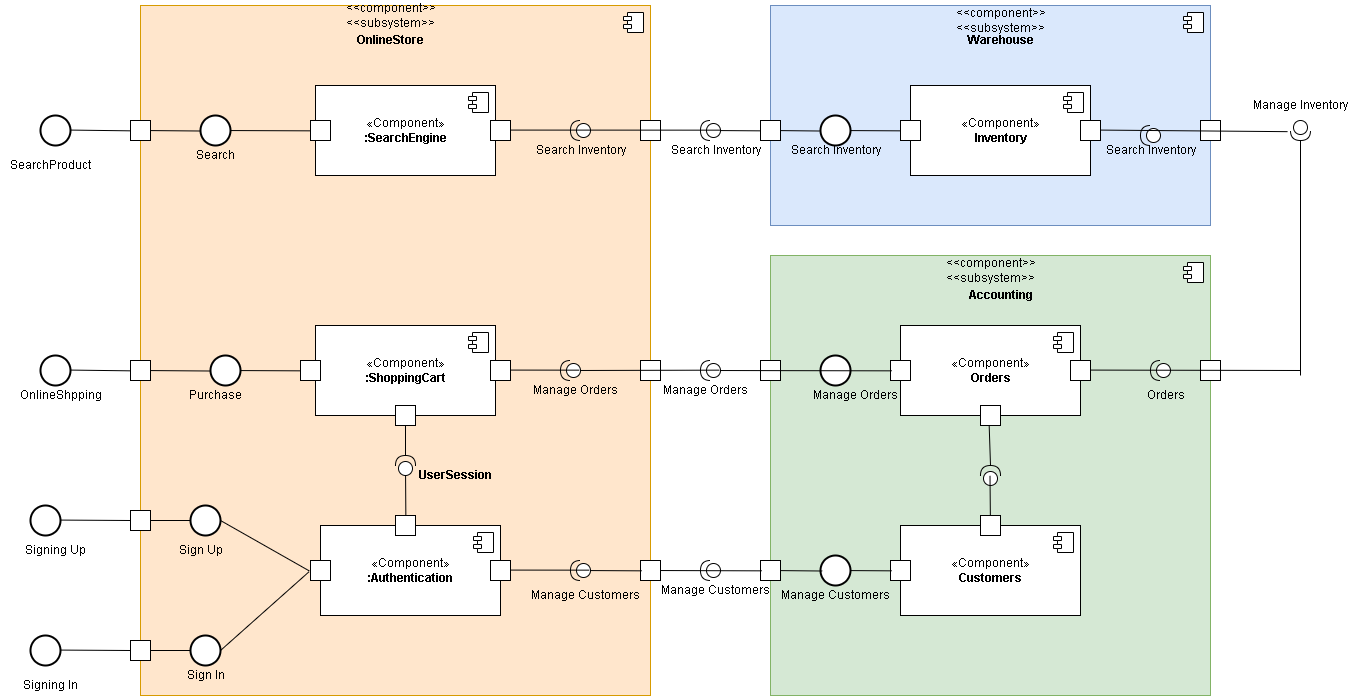 <<component>>
<<subsystem>>
OnlineStore
<<component>>
<<subsystem>>
Warehouse
«Component»
:SearchEngine
«Component»
Inventory
Manage Inventory
SearchProduct
Search
Search Inventory
Search Inventory
Search Inventory
Search Inventory
<<component>>
<<subsystem>>
Accounting
«Component»
:ShoppingCart
«Component»
Orders
OnlineShpping
Purchase
Manage Orders
Manage Orders
Manage Orders
Orders
UserSession
Signing Up
Sign Up
«Component»
:Authentication
«Component»
Customers
Manage Customers
Manage Customers
Manage Customers
Signing In
Sign In